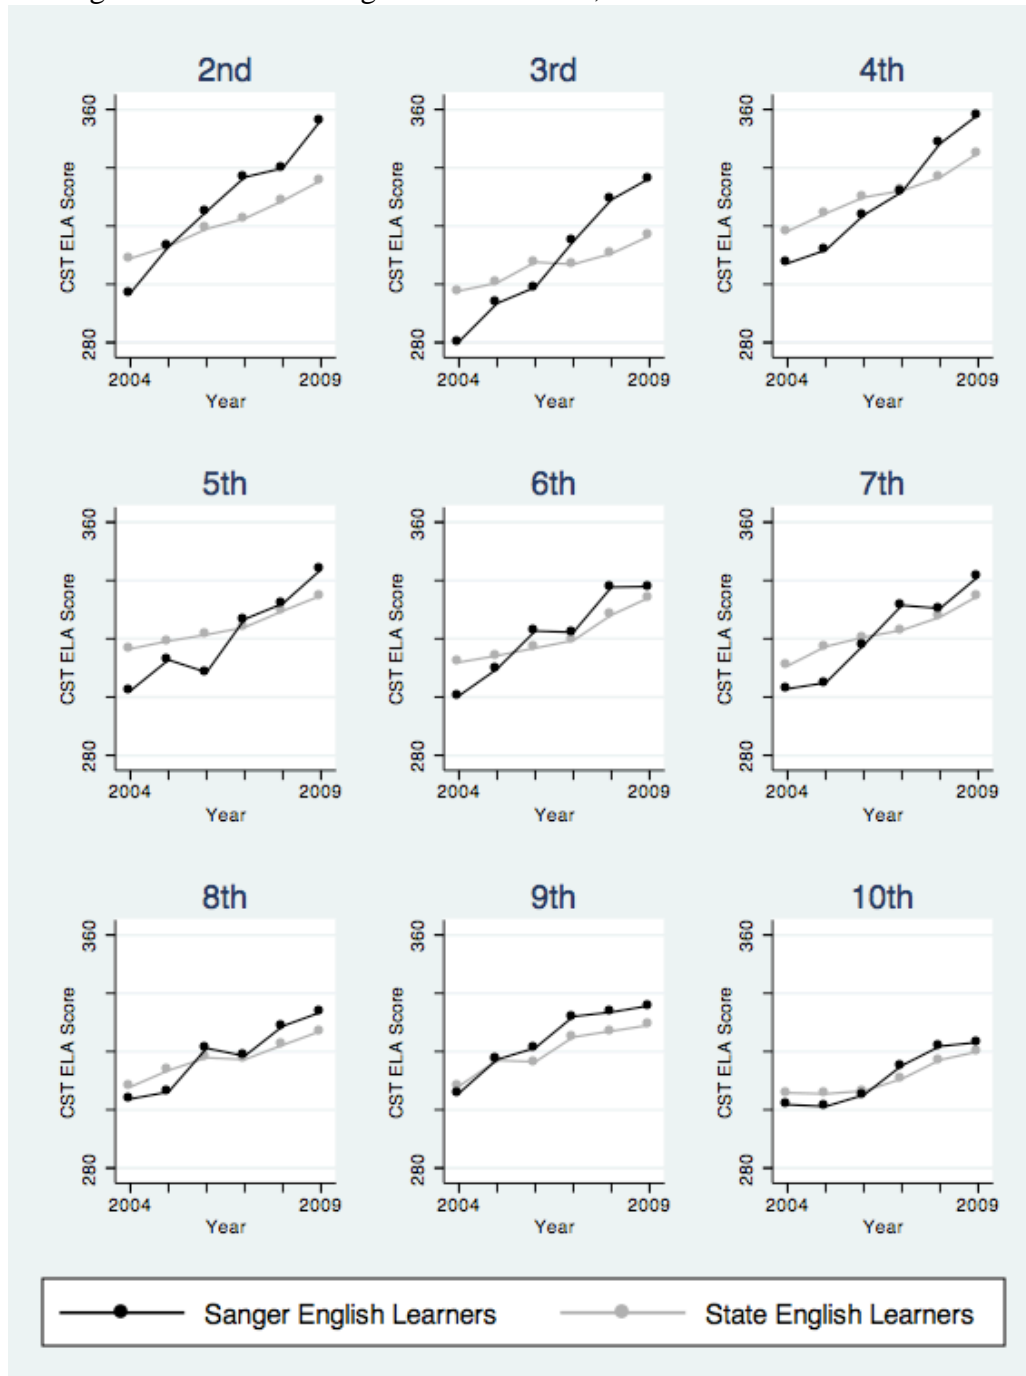 2nd
3rd
4th
CST ELA Score
360
280
2004
2009
Year
CST ELA Score
360
280
2004
2009
Year
CST ELA Score
360
280
2004
2009
Year
5th
6th
7th
CST ELA Score
360
280
2004
2009
Year
CST ELA Score
360
280
2004
2009
Year
CST ELA Score
360
280
2004
2009
Year
8th
9th
10th
CST ELA Score
360
280
2004
2009
Year
CST ELA Score
360
280
2004
2009
Year
CST ELA Score
360
280
2004
2009
Year
Sanger English Learners
State English Learners